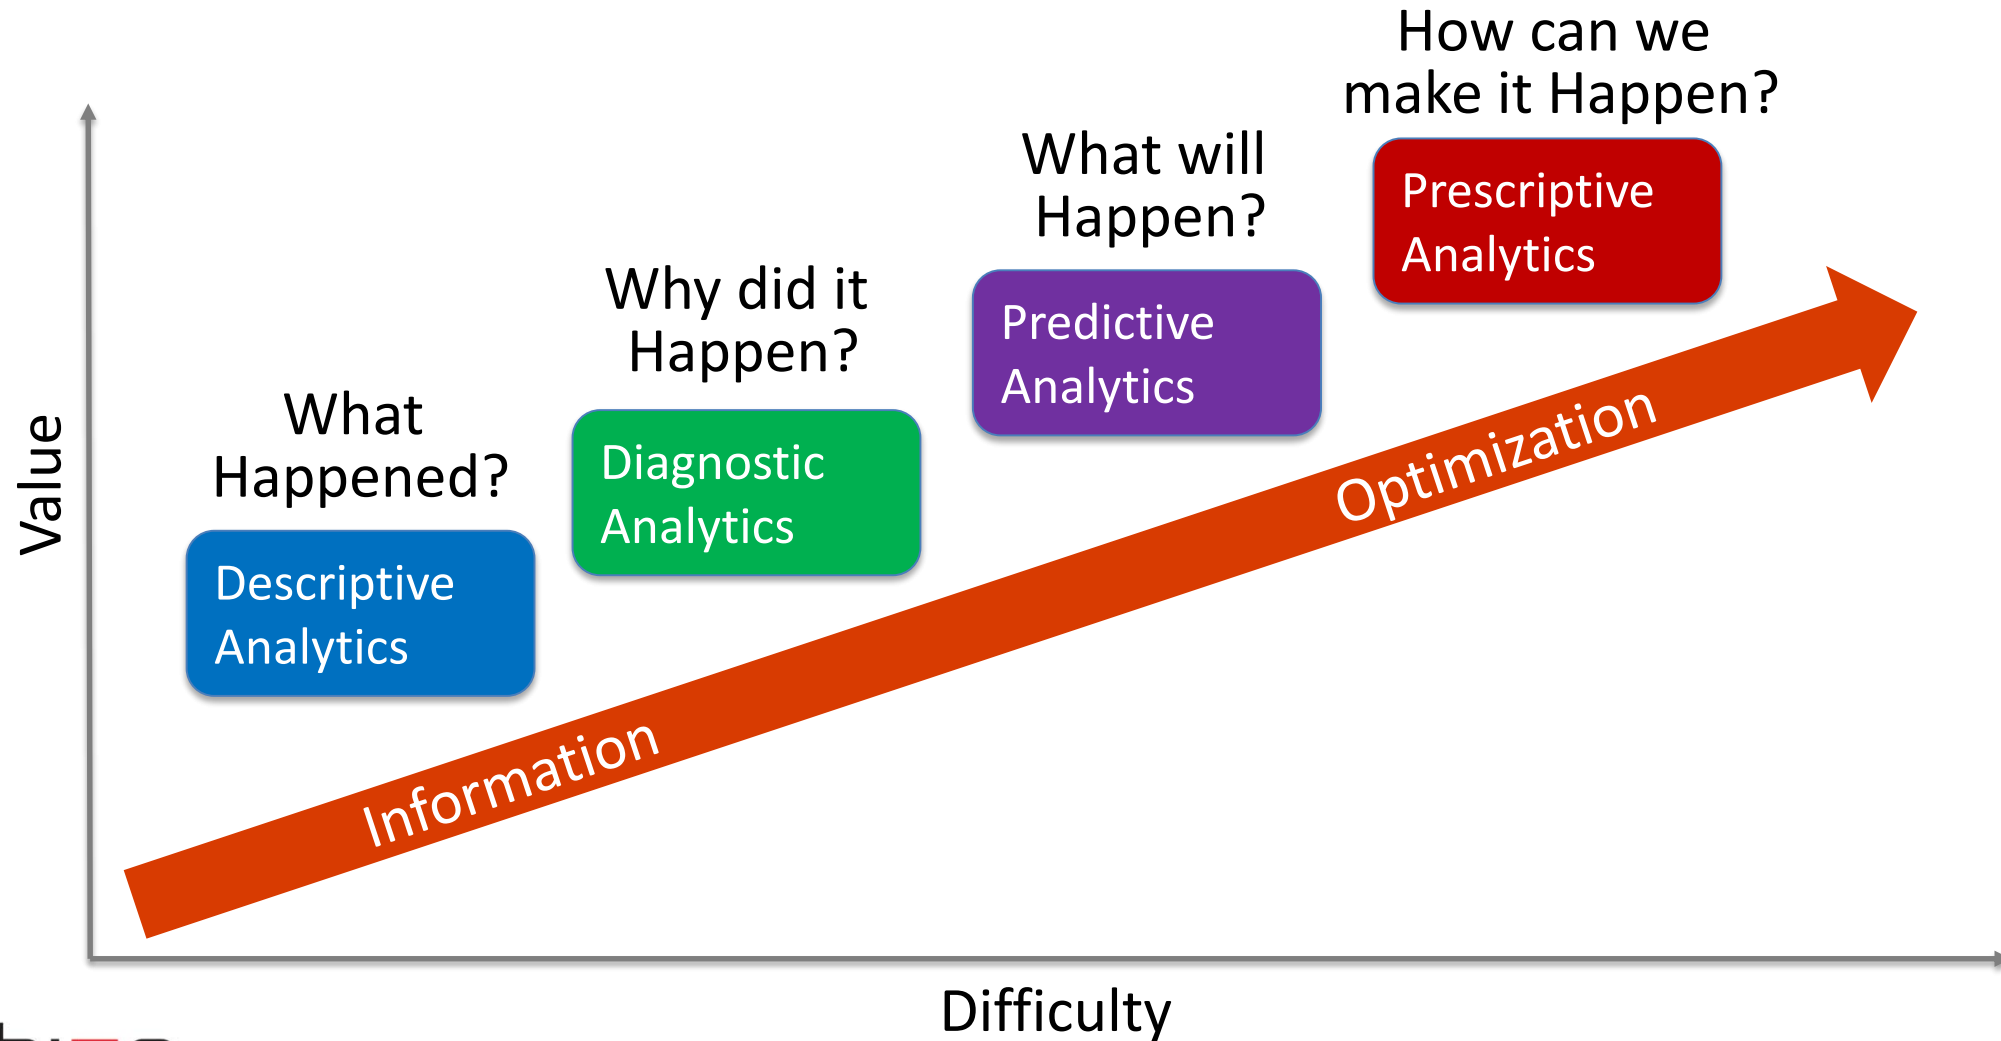 How can we
make it Happen?
What will
Happen?
Prescriptive
Analytics
Why did it
Happen?
Predictive
Analytics
What
Happened?
Diagnostic
Analytics
Descriptive
Analytics
Value
Optimization
Information
Difficulty